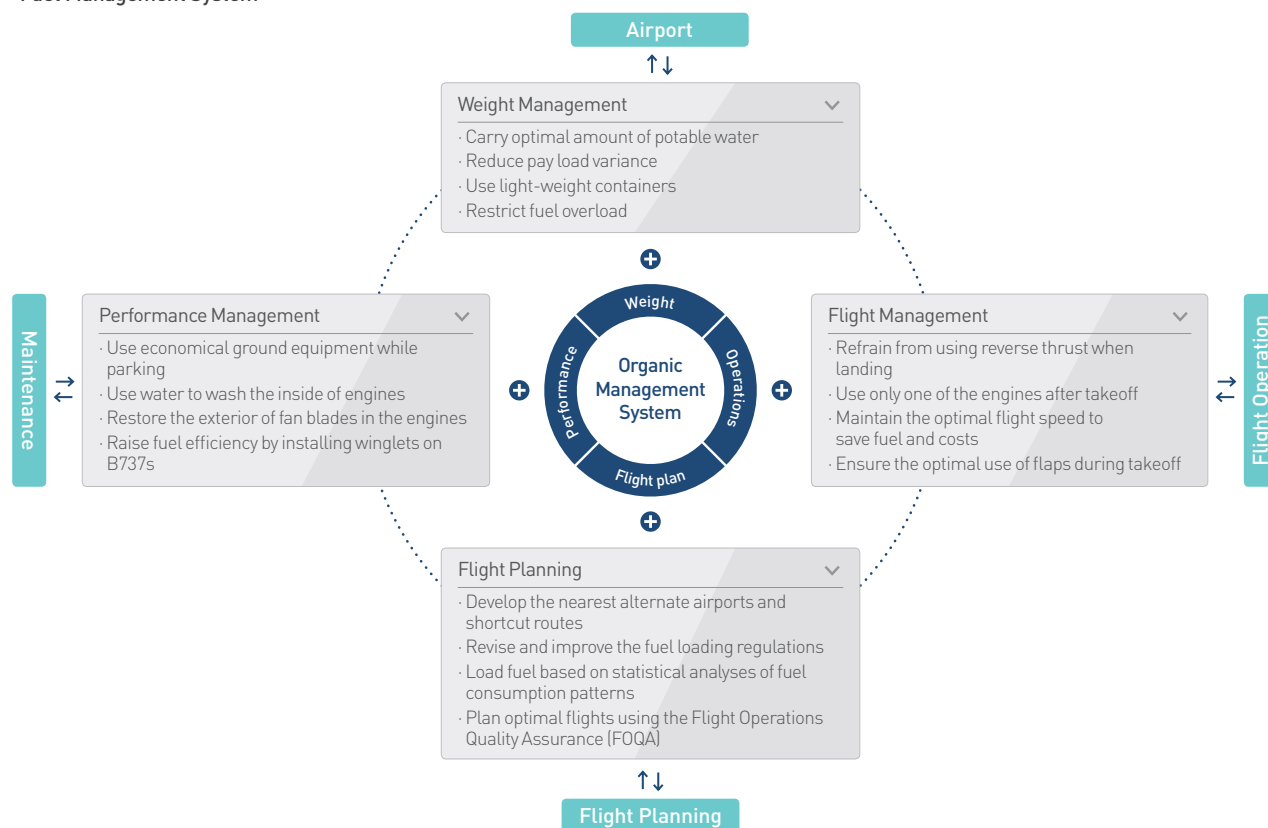 Fuel Management System
Airport
Weight Management
· Carry optimal amount of potable water
· Reduce pay load variance
· Use light-weight containers
· Restrict fuel overload
Maintenance
Performance Management
· Use economical ground equipment while
parking
· Use water to wash the inside of engines
· Restore the exterior of fan blades in the engines
· Raise fuel efficiency by installing winglets on
B737s
Weight
Performance
Organic
Management
System
Operations
Flight plan
Flight Management
· Refrain from using reverse thrust when
landing
· Use only one of the engines after takeoff
· Maintain the optimal flight speed to
save fuel and costs
· Ensure the optimal use of flaps during takeoff
Flight Operation
Flight Planning
· Develop the nearest alternate airports and
shortcut routes
· Revise and improve the fuel loading regulations
· Load fuel based on statistical analyses of fuel
consumption patterns
· Plan optimal flights using the Flight Operations
Quality Assurance (FOQA)
Flight Planning